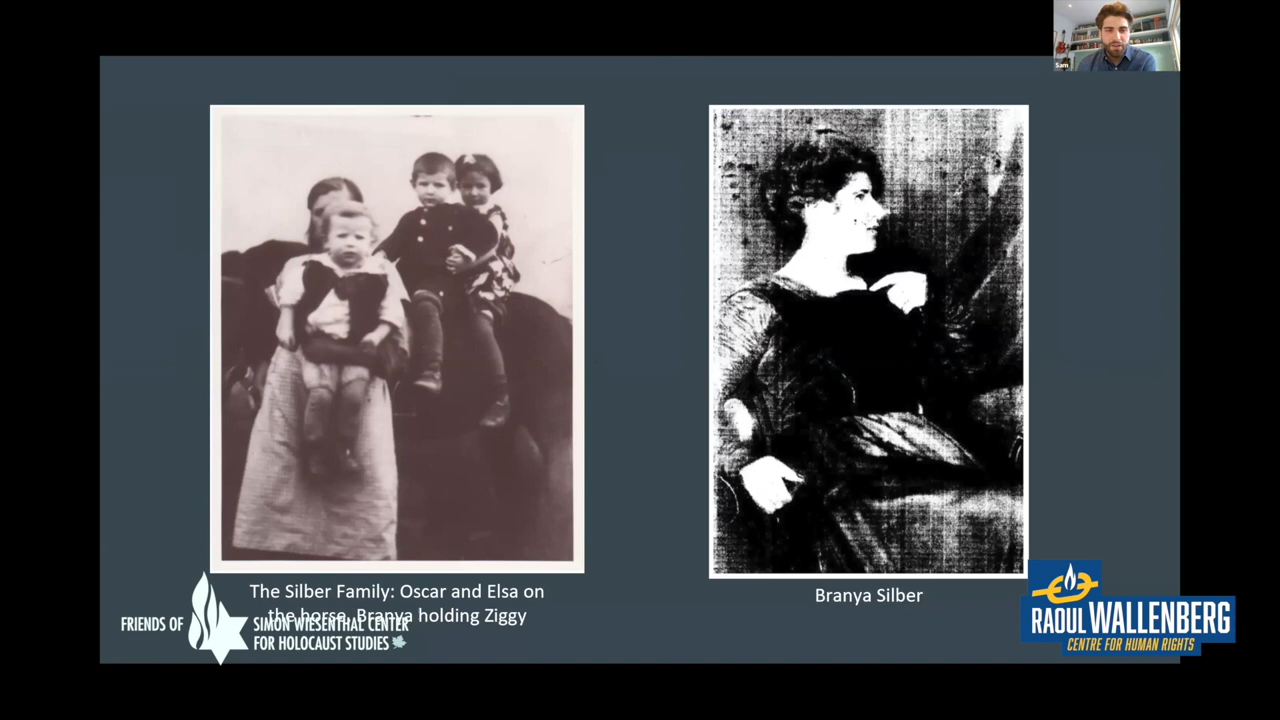 Sam
The Silber Family: Oscar and Elsa on
the horse, Branya holding Ziggy
Branya Silber
FRIENDS OF
SIMON WIESENTHAL CENTER
FOR HOLOCAUST STUDIES
RAOUL WALLENBERG
CENTRE FOR HUMAN RIGHTS